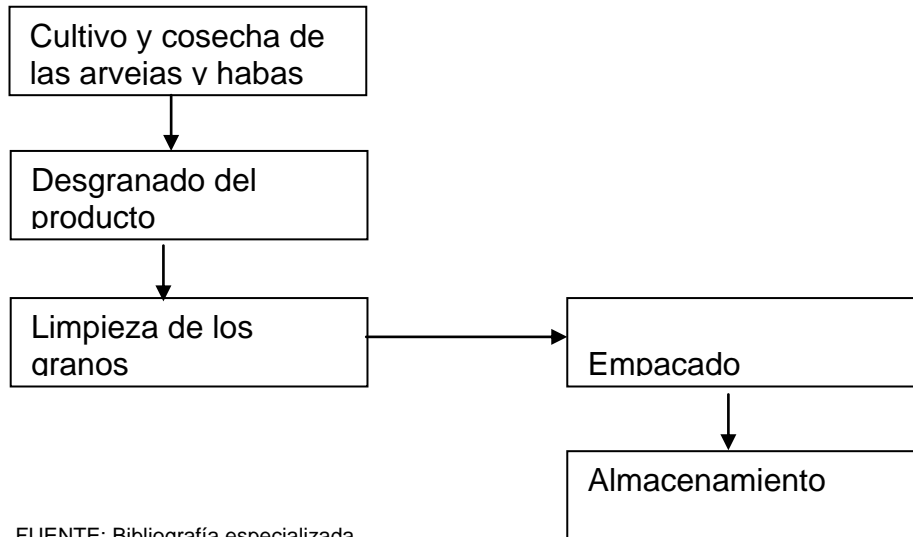 Cultivo y cosecha de
las arvejas y habas
Desgranado del
producto
Limpieza de los
granos
Empacado
Almacenamiento
FUENTE: Bibliografía especializada